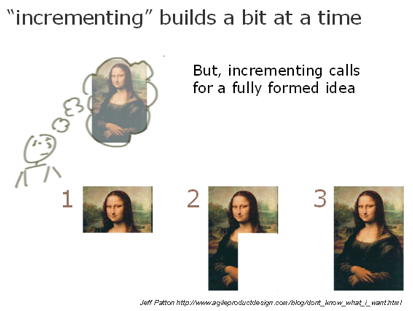 “incrementing” builds a bit at a time
But, incrementing calls
for a fully formed idea
1 2 3
Jeff Patton http://www.agileproductdesign.com/blog/dont_know_what_i_want.html